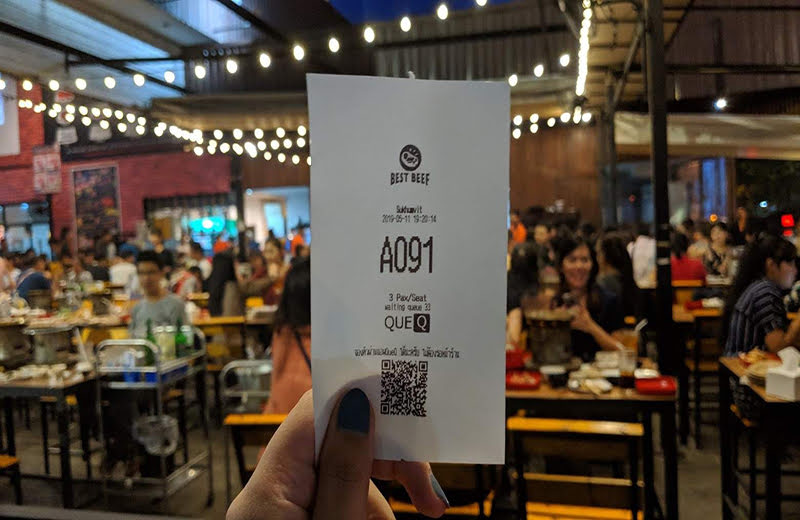 BEST BEEF
Sukhumvit
2019-05-11 19:20:14
A091
3 Pax/Seat
waiting queue 33
QUEQ